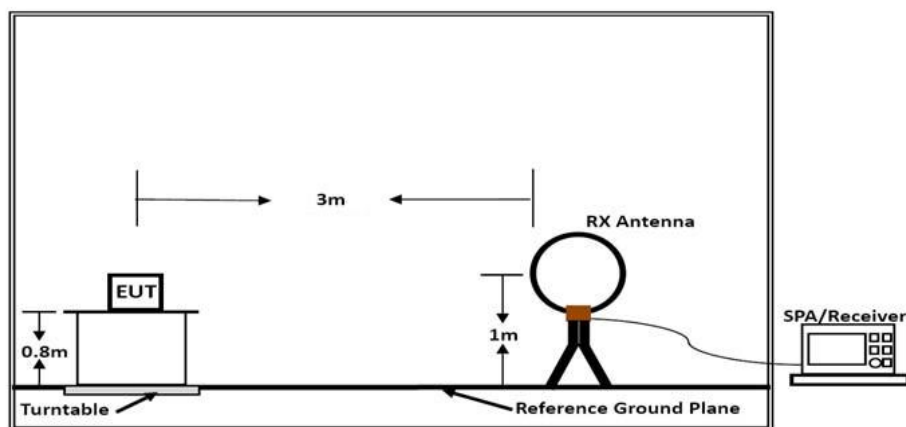 3m
RX Antenna
EUT
SPA/Receiver
0.8m
1m
Turntable
Reference Ground Plane